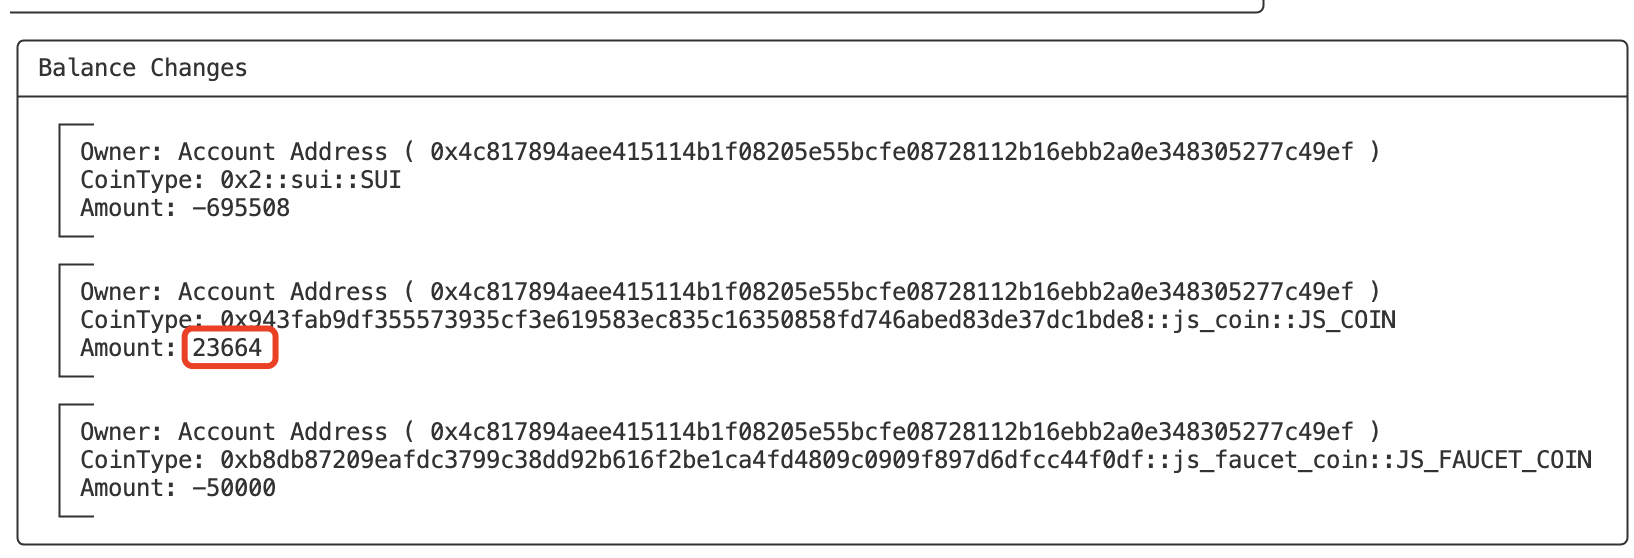 Balance Changes
Owner: Account Address ( 0x4c817894aee415114b1f08205e55bcfe08728112b16ebb2a0e348305277c49ef )
CoinType: 0x2::sui::SUI
Amount: -695508
Owner: Account Address ( 0x4c817894aee415114b1f08205e55bcfe08728112b16ebb2a0e348305277c49ef )
CoinType: 0x943fab9df355573935cf3e619583ec835c16350858fd746abed83de37dc1bde8::js_coin::JS_COIN
Amount: 23664
Owner: Account Address ( 0x4c817894aee415114b1f08205e55bcfe08728112b16ebb2a0e348305277c49ef )
CoinType: 0xb8db87209eafdc3799c38dd92b616f2be1ca4fd4809c0909f897d6dfcc44f0df::js_faucet_coin::JS_FAUCET_COIN
Amount: -50000